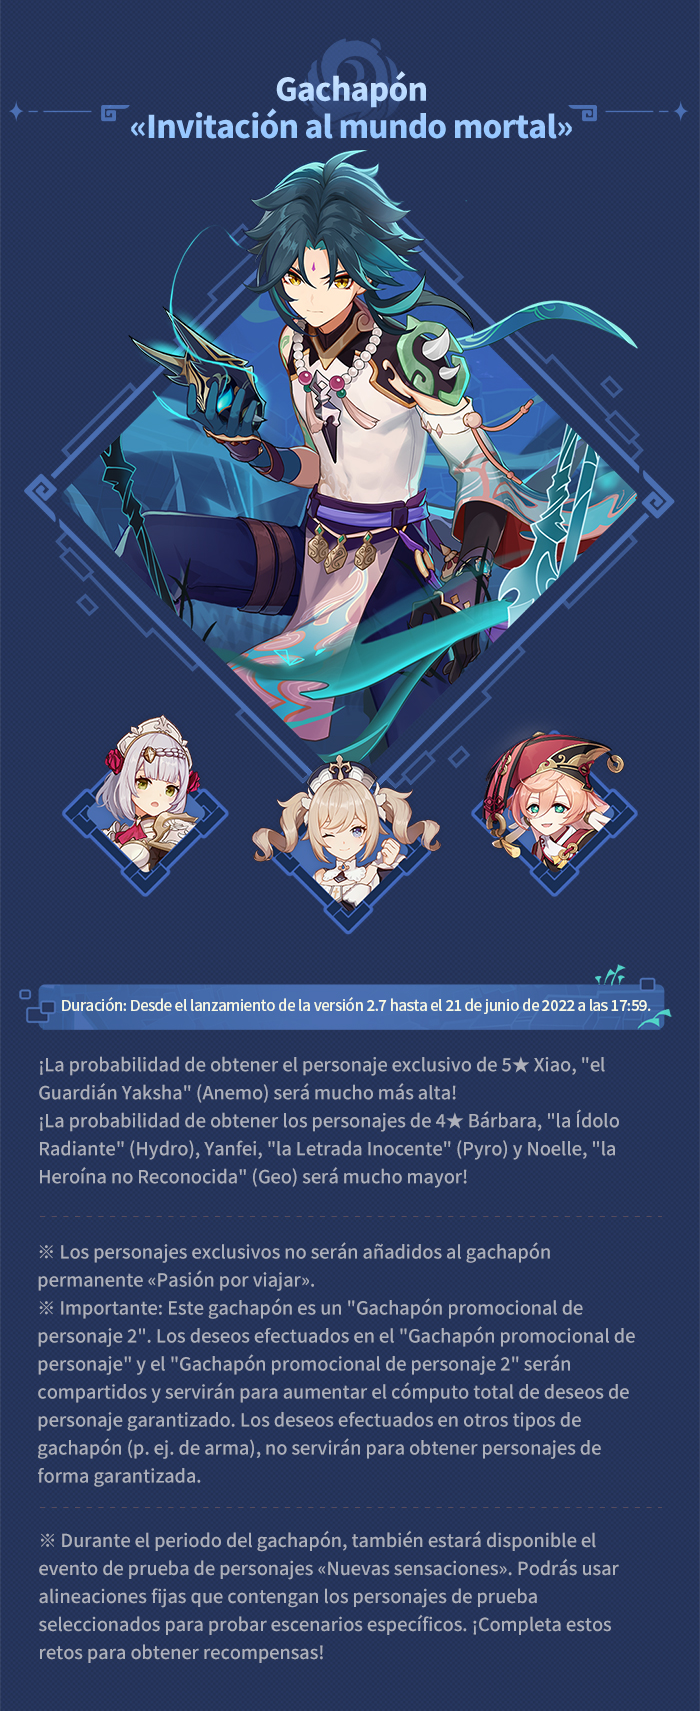 Gachapón
«Invitación al mundo mortal»
Duración: Desde el lanzamiento de la versión 2.7 hasta el 21 de junio de 2022 a las 17:59.
¡La probabilidad de obtener el personaje exclusivo de 5★ Xiao, "el
Guardián Yaksha" (Anemo) será mucho más alta!
¡La probabilidad de obtener los personajes de 4★ Bárbara, "la Ídolo
Radiante" (Hydro), Yanfei, "la Letrada Inocente" (Pyro) y Noelle, "la
Heroína no Reconocida" (Geo) será mucho mayor!
※ Los personajes exclusivos no serán añadidos al gachapón
permanente «Pasión por viajar».
※ Importante: Este gachapón es un "Gachapón promocional de
personaje 2". Los deseos efectuados en el "Gachapón promocional de
personaje" y el "Gachapón promocional de personaje 2" serán
compartidos y servirán para aumentar el cómputo total de deseos de
personaje garantizado. Los deseos efectuados en otros tipos de
gachapón (p. ej. de arma), no servirán para obtener personajes de
forma garantizada.
※ Durante el periodo del gachapón, también estará disponible el
evento de prueba de personajes «Nuevas sensaciones». Podrás usar
alineaciones fijas que contengan los personajes de prueba
seleccionados para probar escenarios específicos. ¡Completa estos
retos para obtener recompensas!